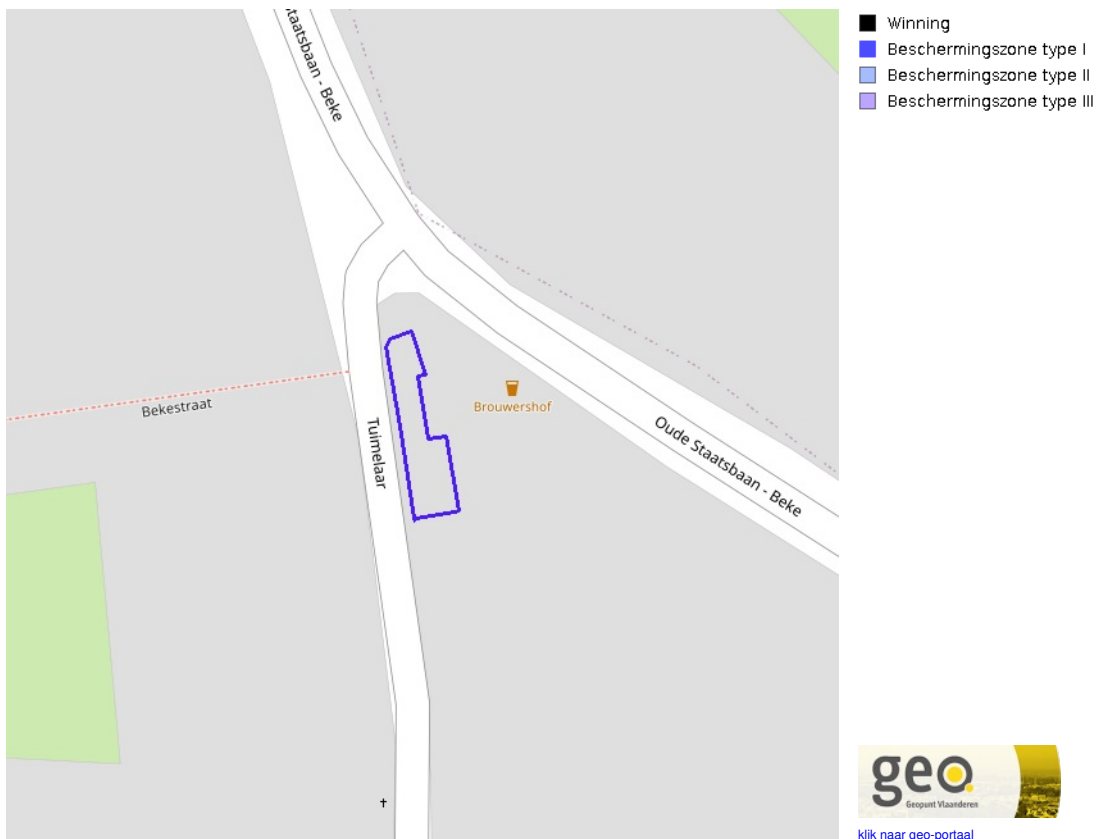 Staatsbaan - Beke
Bekestraat
Tuimelaar
Brouwershof
Oude Staatsbaan - Beke
Winning
Beschermingszone type I
Beschermingszone type II
Beschermingszone type III
geo.
Geopunt Vlaanderen
klik naar geo-portaal